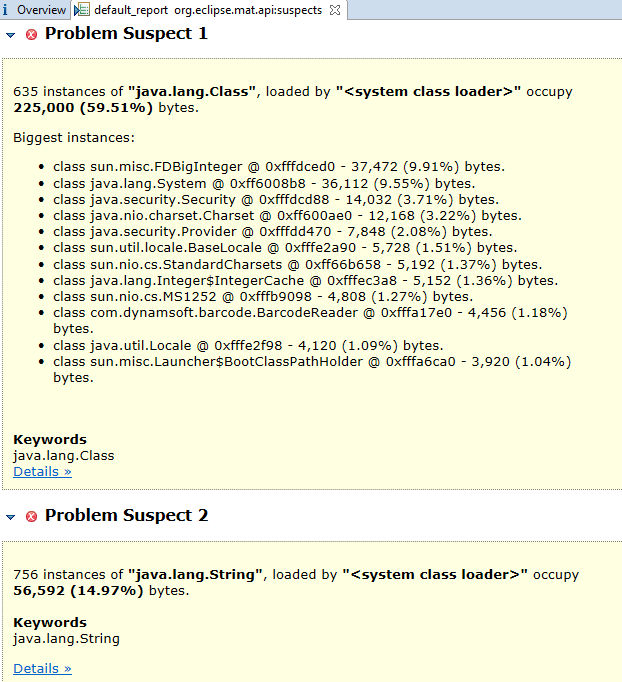 Overview default_report org.eclipse.mat.api:suspects
Problem Suspect 1
635 instances of "java.lang.Class", loaded by "<system class loader>" occupy
225,000 (59.51%) bytes.
Biggest instances:
• class sun.misc.FDBigInteger @ 0xfffdced0 - 37,472 (9.91%) bytes.
• class java.lang.System @ 0xff6008b8 - 36,112 (9.55%) bytes.
• class java.security.Security @ 0xfffdcd88 - 14,032 (3.71%) bytes.
• class java.nio.charset.Charset @ 0xff600ae0 - 12,168 (3.22%) bytes.
• class java.security.Provider @ 0xfffdd470 - 7,848 (2.08%) bytes.
• class sun.util.locale.BaseLocale @ 0xfffe2a90 - 5,728 (1.51%) bytes.
• class sun.nio.cs.StandardCharsets @ 0xff66b658 - 5,192 (1.37%) bytes.
• class java.lang.Integer$IntegerCache @ 0xfffec3a8 - 5,152 (1.36%) bytes.
• class sun.nio.cs.MS1252 @ 0xfffb9098 - 4,808 (1.27%) bytes.
• class com.dynamsoft.barcode.BarcodeReader @ 0xfffa17e0 - 4,456 (1.18%)
bytes.
• class java.util.Locale @ 0xfffe2f98 - 4,120 (1.09%) bytes.
• class sun.misc.Launcher$BootClassPathHolder @ 0xfffa6ca0 - 3,920 (1.04%)
bytes.
Keywords
java.lang.Class
Details »
Problem Suspect 2
756 instances of "java.lang.String", loaded by "<system class loader>" occupy
56,592 (14.97%) bytes.
Keywords
java.lang.String
Details »